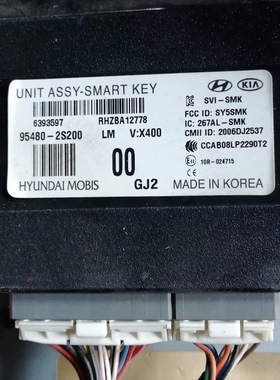 UNIT ASSY-SMART KEY
KIA
6393597 RHZBA12778
SVI-SMK
95480-2S200 LM V:X400
FCC ID: SY5SMK
IC: 267AL-SMK
CMII ID: 2006DJ2537
CCAB08LP2290T2
00
10R-024715
HYUNDAI MOBIS GJ2 MADE IN KOREA